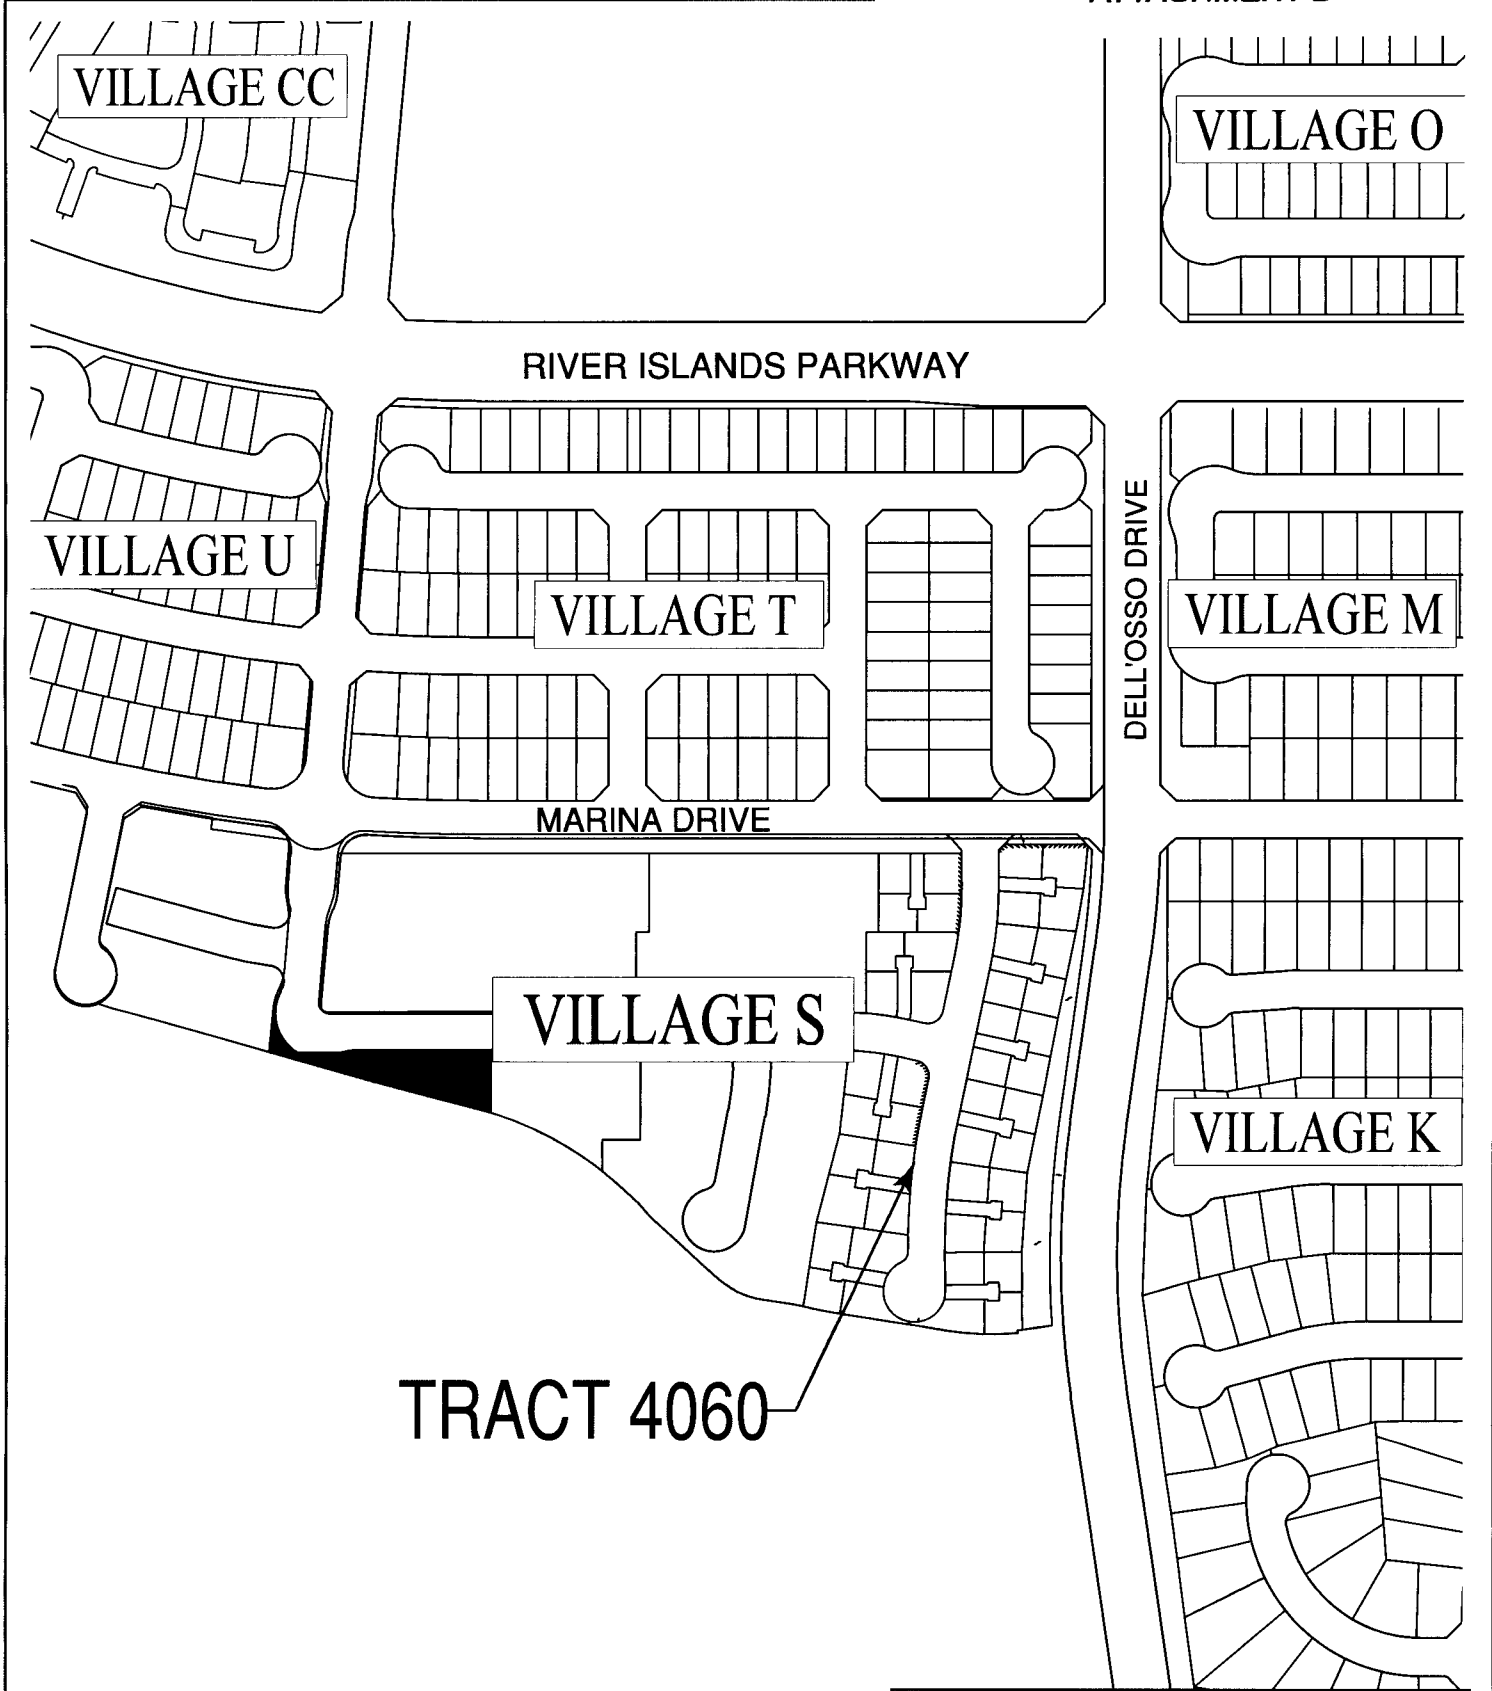 VILLAGE CC
VILLAGE O
RIVER ISLANDS PARKWAY
DELL'OSSO DRIVE
VILLAGE U
VILLAGE T
VILLAGE M
MARINA DRIVE
VILLAGE S
VILLAGE K
TRACT 4060